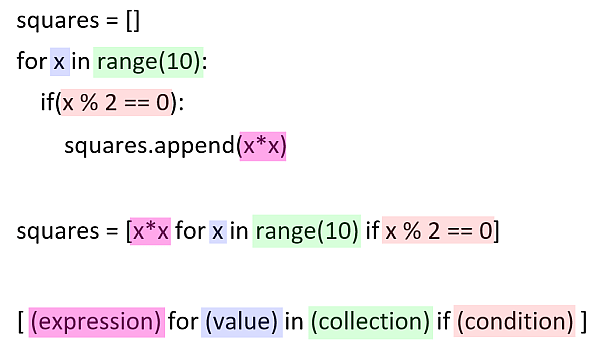 squares = []
for x in range(10):
if(x % 2 == 0):
squares.append(x*x)
squares = [x*x for x in range(10) if x % 2 == 0]
[ (expression) for (value) in (collection) if (condition) ]